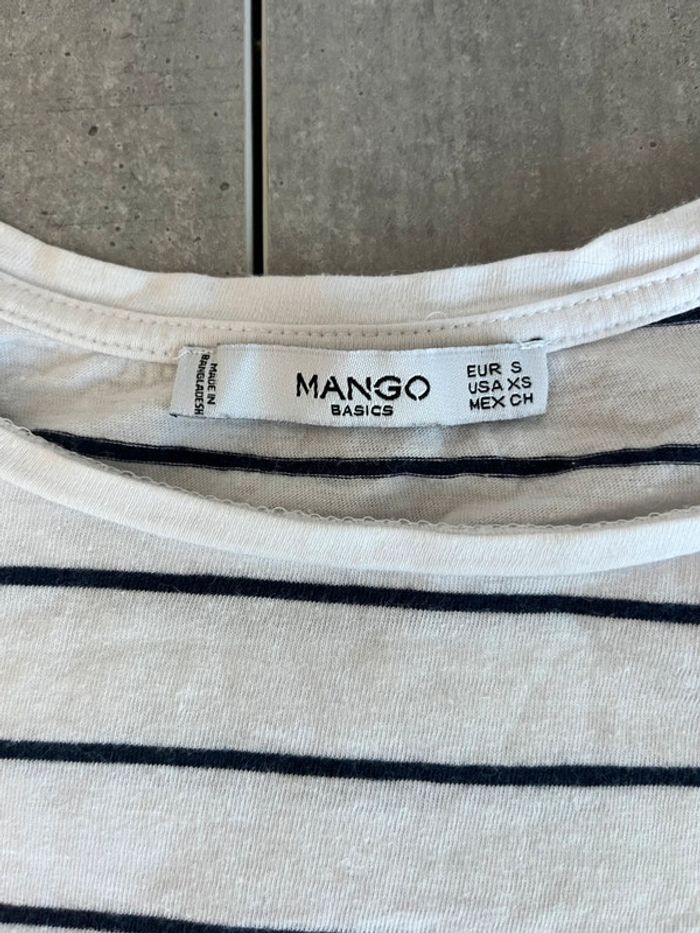 MADE IN
BANGLADESH
MANGO
BASICS
EUR S
USA XS
MEX CH